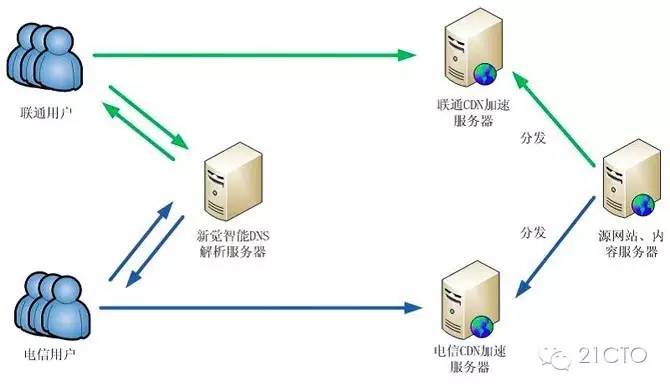 联通用户
联通CDN加速
服务器
分发
新觉智能DNS
解析服务器
源网站、内
容服务器
分发
电信用户
电信CDN加速
服务器
21CTO